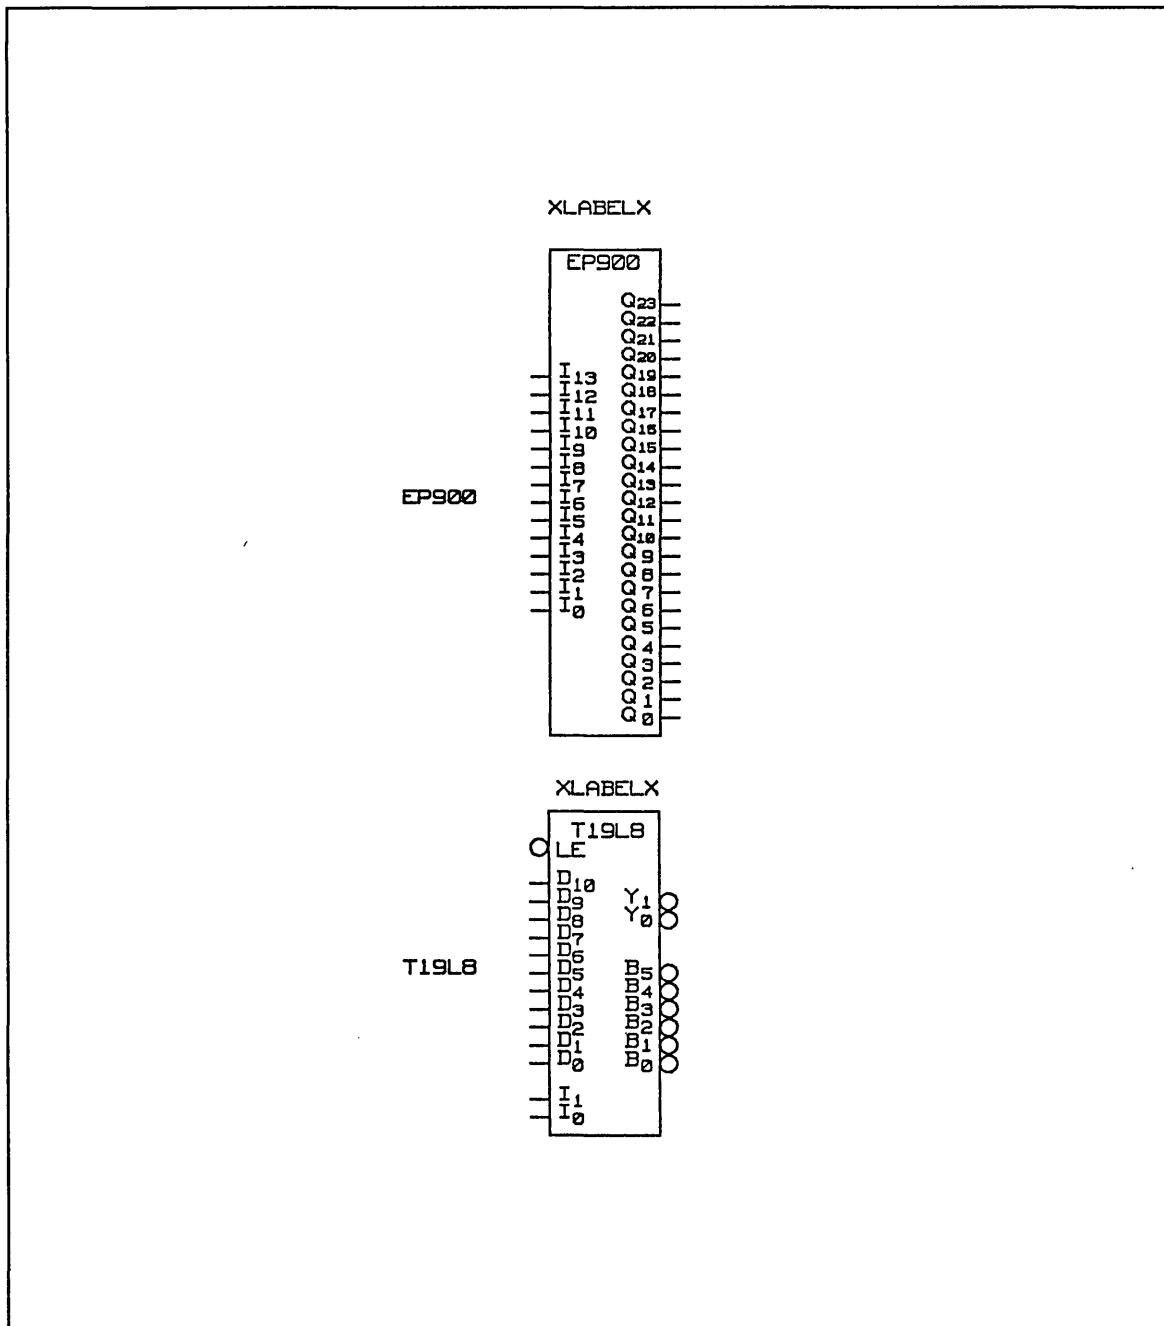 XLABELX
EP900
Q23
Q22
Q21
Q20
I13 Q19
I12 Q18
I11 Q17
I10 Q16
I9 Q15
I8 Q14
I7 Q13
EP900 I6 Q12
I5 Q11
I4 Q10
I3 Q9
I2 Q8
I1 Q7
I0 Q6
Q5
Q4
Q3
Q2
Q1
Q0
XLABELX
T19L8
LE
D10
D9 Y1
D8 Y0
D7
D6
T19L8 D5 B5
D4 B4
D3 B3
D2 B2
D1 B1
D0 B0
I1
I0